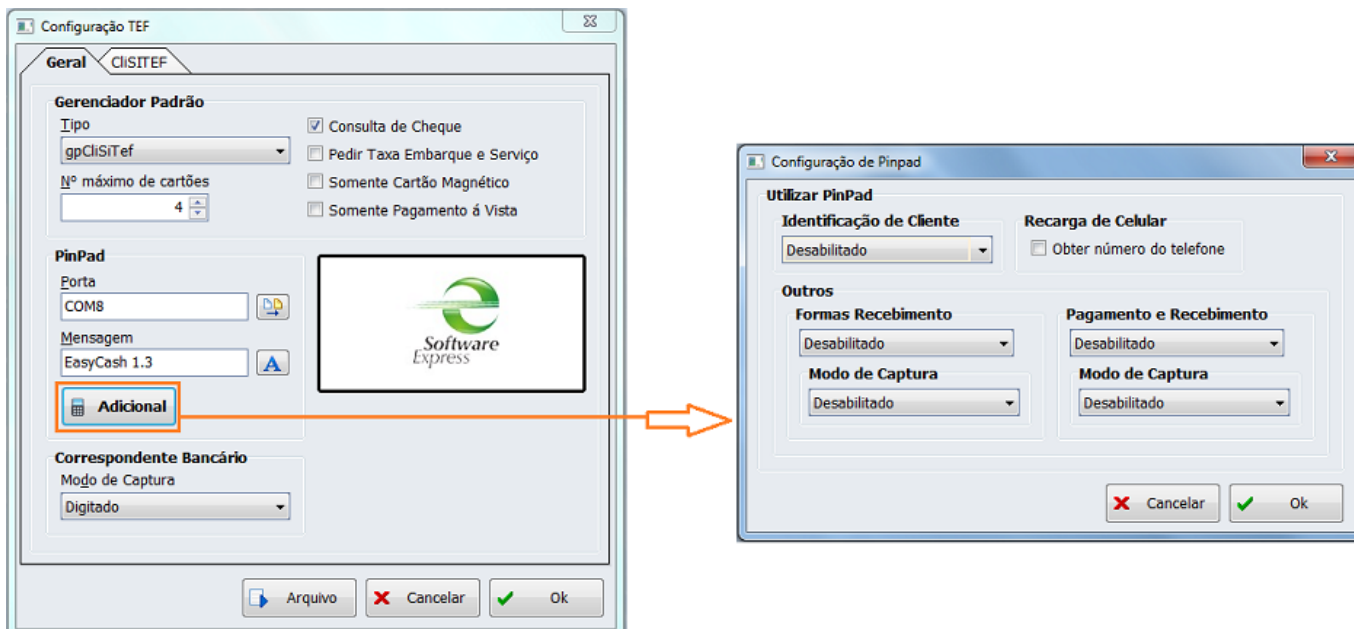 Configuração TEF
Geral CliSITEF
Gerenciador Padrão
Tipo
gpCliSiTef
Nº máximo de cartões
4
Consulta de Cheque
Pedir Taxa Embarque e Serviço
Somente Cartão Magnético
Somente Pagamento á Vista
PinPad
Porta
COM8
Mensagem
EasyCash 1.3
A
Adicional
Software
Express
Correspondente Bancário
Modo de Captura
Digitado
Arquivo Cancelar Ok
Configuração de Pinpad
Utilizar PinPad
Identificação de Cliente
Desabilitado
Recarga de Celular
Obter número do telefone
Outros
Formas Recebimento
Desabilitado
Modo de Captura
Desabilitado
Pagamento e Recebimento
Desabilitado
Modo de Captura
Desabilitado
Cancelar Ok